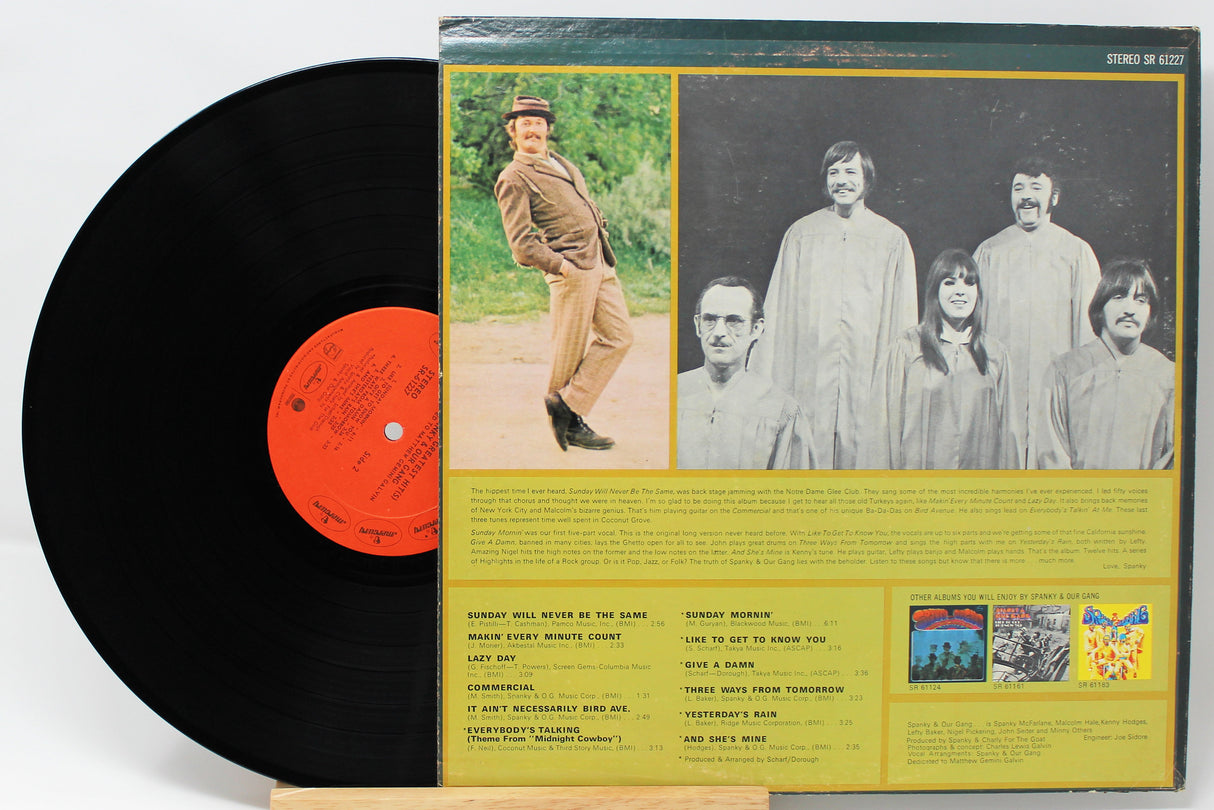 STEREO SR 61227
The hippest time I ever heard, Sunday Will Never Be The Same, was back stage jamming with the Notre Dame Glee Club. They sang some of the most incredible harmonies I've ever experienced. I led fifty voices
through that chorus and thought we were in heaven. I'm so glad to be doing this album because I get to hear all those old Turkeys again, like Makin' Every Minute Count and Lazy Day. It also brings back memories
of New York City and Malcolm's bizarre genius. That's him playing guitar on the Commercial and that's one of his unique Ba-Da-Das on Bird Avenue. He also sings lead on Everybody's Talkin' At Me. These last
three tunes represent time well spent in Coconut Grove.
Sunday Mornin' was our first five-part vocal. This is the original long version never heard before. With Like To Get To Know You, the vocals are up to six parts and we're getting some of that fine California sunshine.
Give A Damn, banned in many cities, lays the Ghetto open for all to see. John plays great drums on Three Ways From Tomorrow and sings the high parts with me on Yesterday's Rain, both written by Lefty.
Amazing Nigel hits the high notes on the former and the low notes on the latter. And She's Mine is Kenny's tune. He plays guitar, Lefty plays banjo and Malcolm plays hands. That's the album. Twelve hits. A series
of Highlights in the life of a Rock group. Or is it Pop, Jazz, or Folk? The truth of Spanky & Our Gang lies with the beholder. Listen to these songs but know that there is more . . . much more.
Love, Spanky
SUNDAY WILL NEVER BE THE SAME
(E. Pistilli—T. Cashman), Pamco Music, Inc., (BMI) . . . 2:56
MAKIN' EVERY MINUTE COUNT
(J. Morier), Akbestal Music Inc., (BMI) . . . 2:33
LAZY DAY
(G. Fischoff—T. Powers), Screen Gems-Columbia Music
Inc., (BMI) . . . 3:09
COMMERCIAL
(M. Smith), Spanky & O.G. Music Corp., (BMI) . . . 1:31
IT AIN'T NECESSARILY BIRD AVE.
(M. Smith), Spanky & O.G. Music Corp., (BMI) . . . 2:49
*EVERYBODY'S TALKING
(Theme From "Midnight Cowboy")
(F. Neil), Coconut Music & Third Story Music, (BMI) . . . 3:13
*SUNDAY MORNIN'
(M. Guryan), Blackwood Music, (BMI) . . . 6:11
*LIKE TO GET TO KNOW YOU
(S. Scharf), Takya Music Inc., (ASCAP) . . . 3:16
*GIVE A DAMN
(Scharf—Dorough), Takya Music Inc., (ASCAP) . . . 3:36
*THREE WAYS FROM TOMORROW
(L. Baker), Spanky & O.G. Music Corp., (BMI) . . . 3:23
*YESTERDAY'S RAIN
(L. Baker), Ridge Music Corporation, (BMI) . . . 3:25
*AND SHE'S MINE
(Hodges), Spanky & O.G. Music Corp., (BMI) . . . 2:35
* Produced & Arranged by Scharf/Dorough
OTHER ALBUMS YOU WILL ENJOY BY SPANKY & OUR GANG
SR 61124
SR 61161
SR 61183
Spanky & Our Gang . . . is Spanky McFarlane, Malcolm Hale, Kenny Hodges,
Lefty Baker, Nigel Pickering, John Seiter and Minny Others
Produced by Spanky & Charly For The Goat
Engineer: Joe Sidore
Photographs & concept: Charles Lewis Galvin
Vocal Arrangments: Spanky & Our Gang
Dedicated to Matthew Gemini Galvin
STEREO
SR-61227
Side 2
GREATEST HIT(S)
& OUR GANG
TO MATTHEW GEMINI GALVIN
mercury